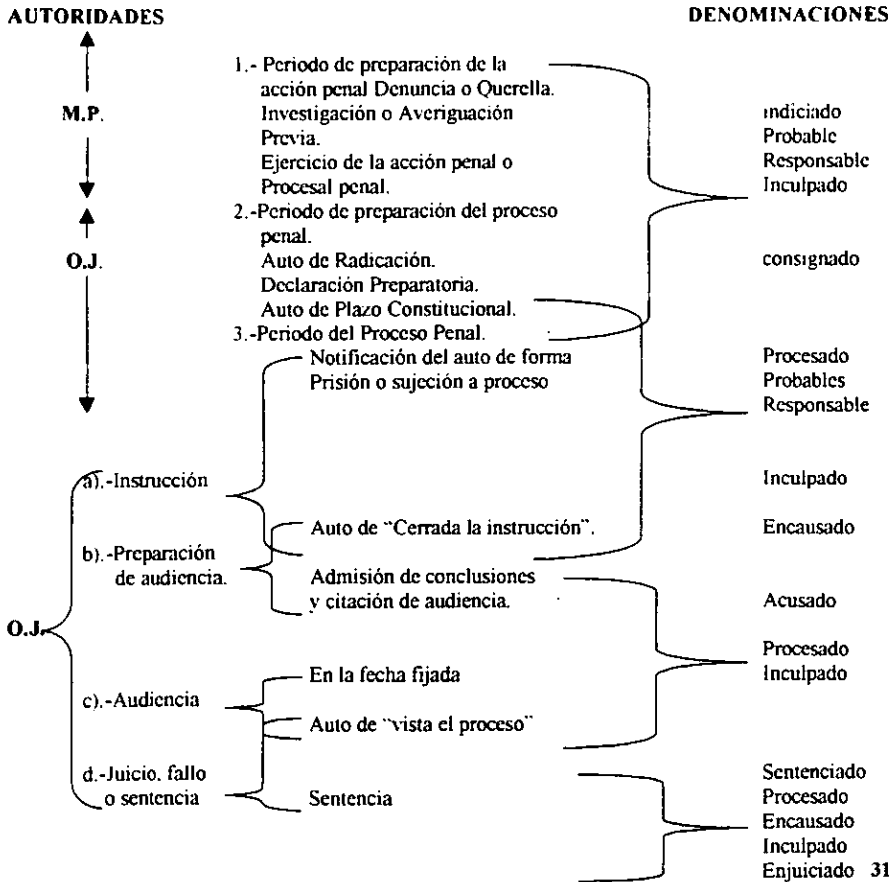 AUTORIDADES
DENOMINACIONES
M.P.
1.- Periodo de preparación de la
acción penal Denuncia o Querella.
Investigación o Averiguación
Previa.
Ejercicio de la acción penal o
Procesal penal.
indiciado
Probable
Responsable
Inculpado
O.J.
2.-Periodo de preparación del proceso
penal.
Auto de Radicación.
Declaración Preparatoria.
Auto de Plazo Constitucional.
consignado
3.-Periodo del Proceso Penal.
Notificación del auto de forma
Prisión o sujeción a proceso
Procesado
Probables
Responsable
O.J.
a).-Instrucción
Inculpado
b).-Preparación
de audiencia.
Auto de "Cerrada la instrucción".
Encausado
Admisión de conclusiones
y citación de audiencia.
Acusado
Procesado
Inculpado
c).-Audiencia
En la fecha fijada
Auto de "vista el proceso"
d.-Juicio, fallo
o sentencia
Sentencia
Sentenciado
Procesado
Encausado
Inculpado
Enjuiciado 31